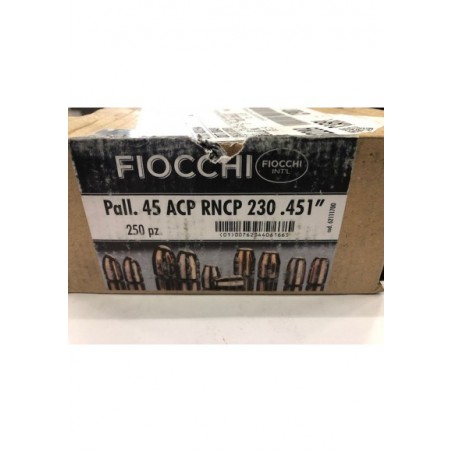 FIOCCHI
FIOCCHI
INT'L
Pall. 45 ACP RNCP 230 .451"
250 pz.